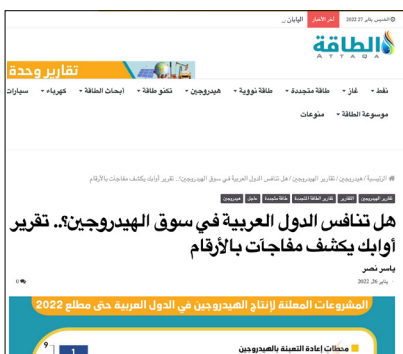 الخميس, يناير 27 2022
أخر الأخبار
اليابان ..
الطاقة
ATTAQA
تقارير وحدة
نفط
غاز
طاقة متجددة
طاقة نووية
هيدروجين
تكنو طاقة
أبحاث الطاقة
كهرباء
سيارات
موسوعة الطاقة
منوعات
الرئيسية/هيدروجين/تقارير الهيدروجين/هل تنافس الدول العربية في سوق الهيدروجين؟.. تقرير أوابك يكشف مفاجآت بالأرقام
تقارير الهيدروجين التقارير تقارير الطاقة المتجددة طاقة متجددة عاجل هيدروجين
هل تنافس الدول العربية في سوق الهيدروجين؟.. تقرير
أوابك يكشف مفاجآت بالأرقام
ياسر نصر
يناير 26, 2022
0
المشروعات المعلنة لإنتاج الهيدروجين في الدول العربية حتى مطلع 2022
محطات إعادة التعبئة بالهيدروجين
1
9